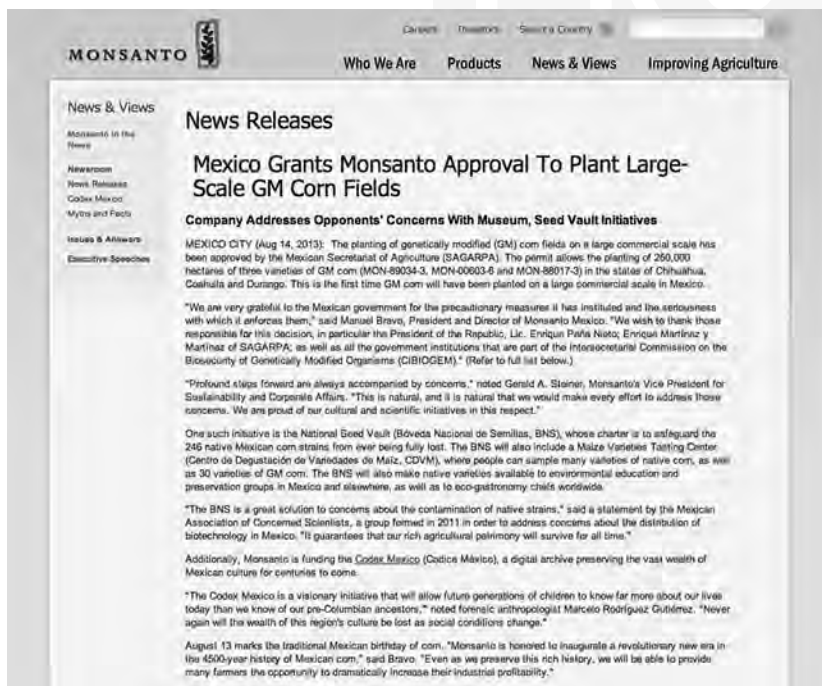 Careers Investors Select a Country
MONSANTO
Who We Are Products News & Views Improving Agriculture
News & Views
Monsanto in the
News
Newsroom
News Releases
Codex Mexico
Myths and Facts
Issues & Answers
Executive Speeches
News Releases
Mexico Grants Monsanto Approval To Plant Large-
Scale GM Corn Fields
Company Addresses Opponents' Concerns With Museum, Seed Vault Initiatives
MEXICO CITY (Aug 14, 2013): The planting of genetically modified (GM) corn fields on a large commercial scale has
been approved by the Mexican Secretariat of Agriculture (SAGARPA). The permit allows the planting of 250,000
hectares of three varieties of GM corn (MON-89034-3, MON-00603-6 and MON-88017-3) in the states of Chihuahua,
Coahuila and Durango. This is the first time GM corn will have been planted on a large commercial scale in Mexico.
"We are very grateful to the Mexican government for the precautionary measures it has instituted and the seriousness
with which it enforces them," said Manuel Bravo, President and Director of Monsanto Mexico. "We wish to thank those
responsible for this decision, in particular the President of the Republic, Lic. Enrique Peña Nieto; Enrique Martínez y
Martínez of SAGARPA; as well as all the government institutions that are part of the Intersecretarial Commission on the
Biosecurity of Genetically Modified Organisms (CIBIOGEM)." (Refer to full list below.)
"Profound steps forward are always accompanied by concerns," noted Gerald A. Steiner, Monsanto's Vice President for
Sustainability and Corporate Affairs. "This is natural, and it is natural that we would make every effort to address those
concerns. We are proud of our cultural and scientific initiatives in this respect."
One such initiative is the National Seed Vault (Bóveda Nacional de Semillas, BNS), whose charter is to safeguard the
246 native Mexican corn strains from ever being fully lost. The BNS will also include a Maize Varieties Tasting Center
(Centro de Degustación de Variedades de Maíz, CDVM), where people can sample many varieties of native corn, as well
as 30 varieties of GM corn. The BNS will also make native varieties available to environmental education and
preservation groups in Mexico and elsewhere, as well as to eco-gastronomy chefs worldwide.
"The BNS is a great solution to concerns about the contamination of native strains," said a statement by the Mexican
Association of Concerned Scientists, a group formed in 2011 in order to address concerns about the distribution of
biotechnology in Mexico. "It guarantees that our rich agricultural patrimony will survive for all time."
Additionally, Monsanto is funding the Codex Mexico (Códice México), a digital archive preserving the vast wealth of
Mexican culture for centuries to come.
"The Codex Mexico is a visionary initiative that will allow future generations of children to know far more about our lives
today than we know of our pre-Columbian ancestors," noted forensic anthropologist Marcelo Rodríguez Gutiérrez. "Never
again will the wealth of this region's culture be lost as social conditions change."
August 13 marks the traditional Mexican birthday of corn. "Monsanto is honored to inaugurate a revolutionary new era in
the 4500-year history of Mexican corn," said Bravo. "Even as we preserve this rich history, we will be able to provide
many farmers the opportunity to dramatically increase their industrial profitability."